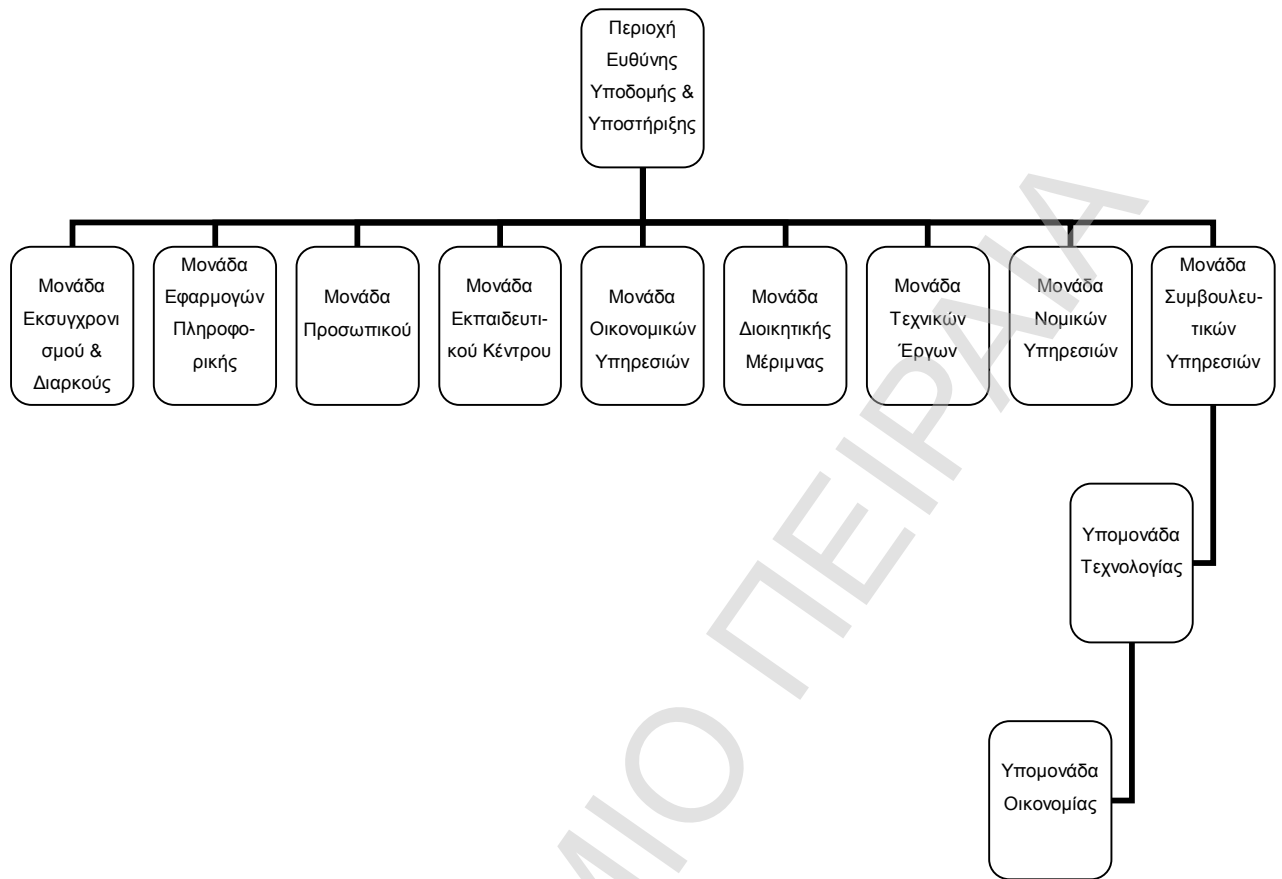 Περιοχή
Ευθύνης
Υποδομής &
Υποστήριξης
Μονάδα
Εκσυγχρονι
σμού &
Διαρκούς
Μονάδα
Εφαρμογών
Πληροφο-
ρικής
Μονάδα
Προσωπικού
Μονάδα
Εκπαιδευτι-
κού Κέντρου
Μονάδα
Οικονομικών
Υπηρεσιών
Μονάδα
Διοικητικής
Μέριμνας
Μονάδα
Τεχνικών
Έργων
Μονάδα
Νομικών
Υπηρεσιών
Μονάδα
Συμβουλευ-
τικών
Υπηρεσιών
Υπομονάδα
Τεχνολογίας
Υπομονάδα
Οικονομίας
ΜΙΟ ΠΕΙΡΑΙΑ